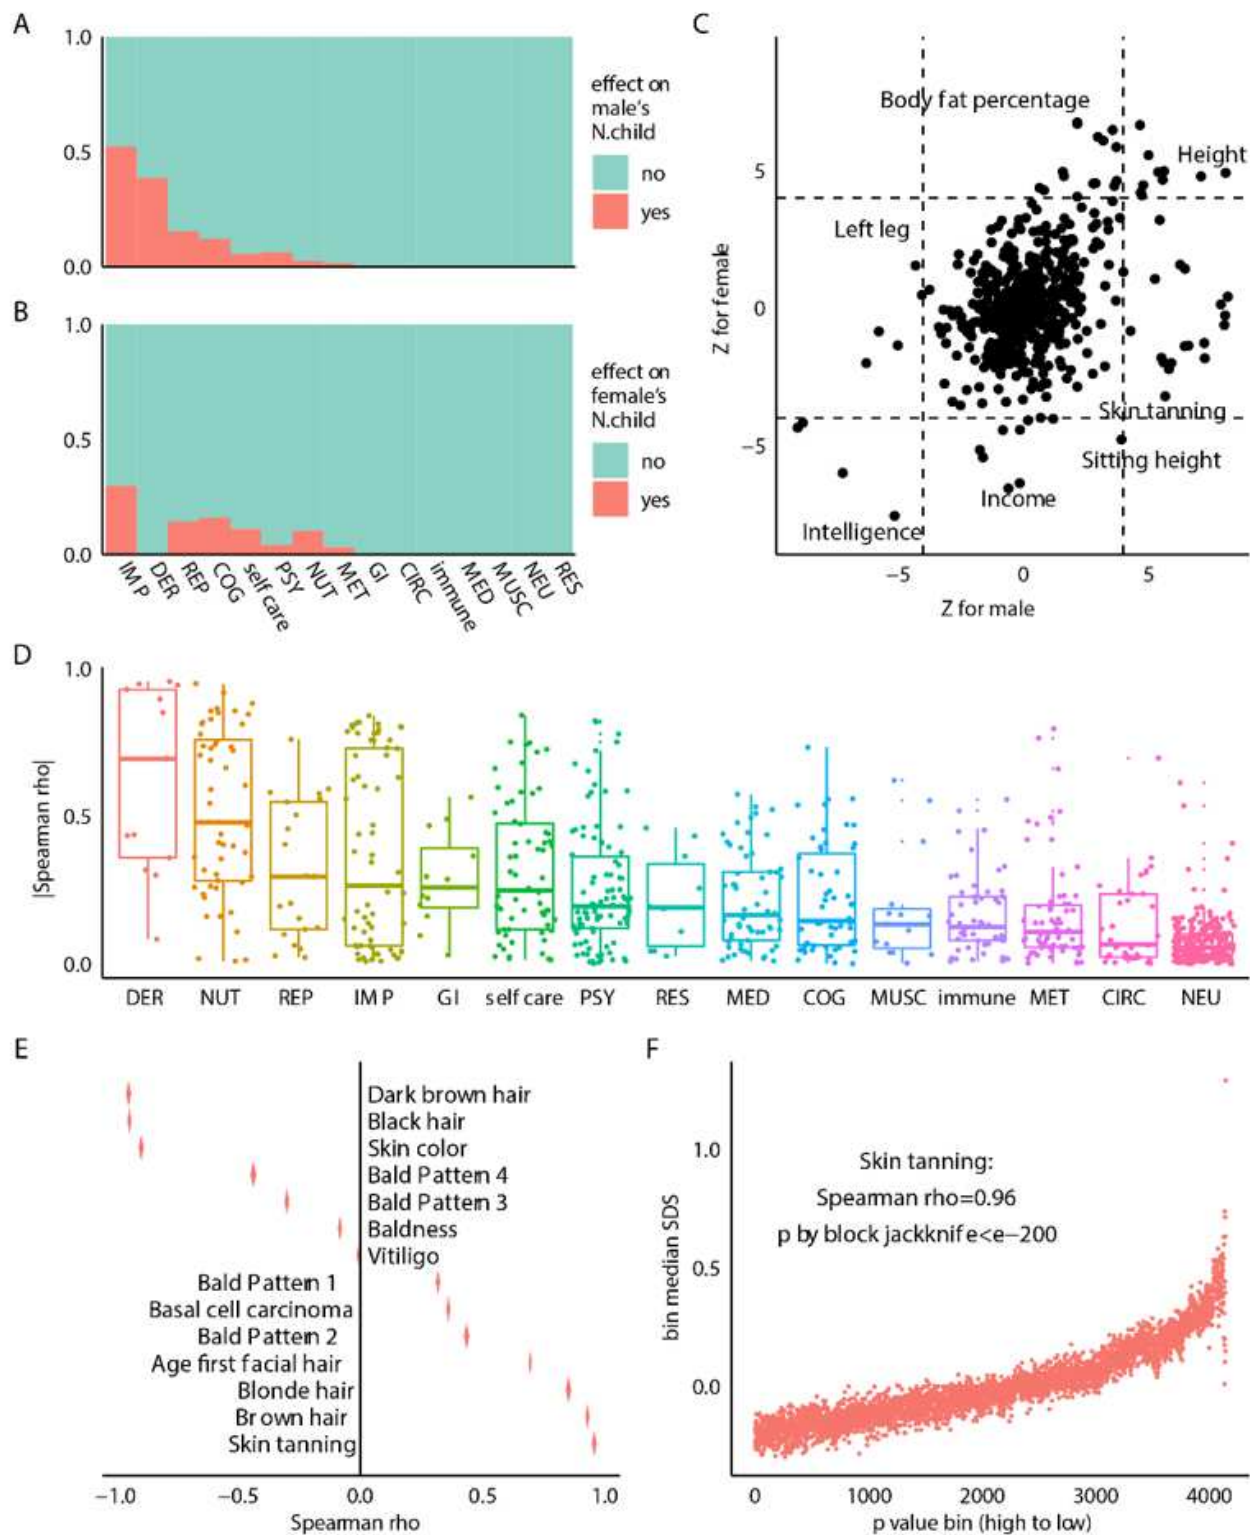 A
1.0
0.5
0.0
effect on
male's
N.child
no
yes
B
1.0
0.5
0.0
effect on
female's
N.child
no
yes
IMP
DER
REP
COG
self care
PSY
NUT
MET
GI
CIRC
immune
MED
MUSC
NEU
RES
C
Z for female
5
0
−5
Body fat percentage
Height
Left leg
Skin tanning
Sitting height
Income
Intelligence
−5 0 5
Z for male
D
|Spearman rho|
1.0
0.5
0.0
DER NUT REP IMP GI self care PSY RES MED COG MUSC immune MET CIRC NEU
E
Dark brown hair
Black hair
Skin color
Bald Pattern 4
Bald Pattern 3
Baldness
Vitiligo
Bald Pattern 1
Basal cell carcinoma
Bald Pattern 2
Age first facial hair
Blonde hair
Brown hair
Skin tanning
−1.0 −0.5 0.0 0.5 1.0
Spearman rho
F
bin median SDS
1.0
0.5
0.0
Skin tanning:
Spearman rho=0.96
p by block jackknife<e−200
0 1000 2000 3000 4000
p value bin (high to low)